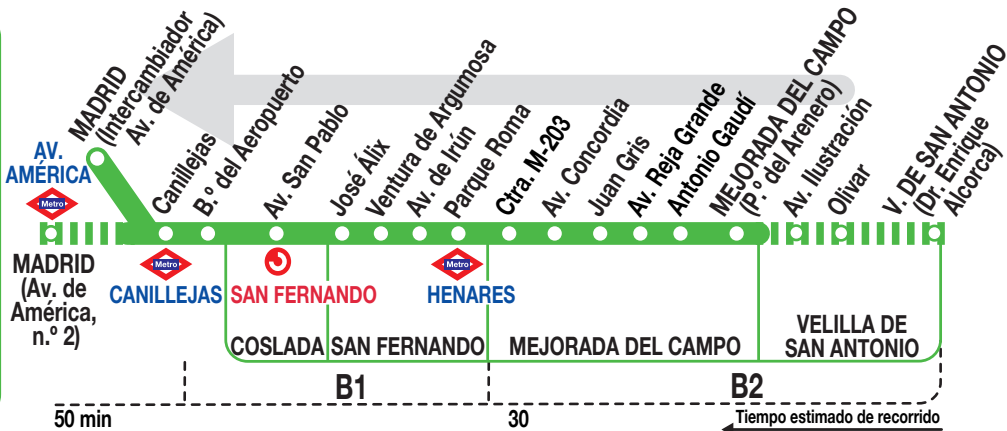 MADRID
(Intercambiador
Av. de América)
Canillejas
B.º del Aeropuerto
Av. San Pablo
José Álix
Ventura de Argumosa
Av. de Irún
Parque Roma
Ctra. M-203
Av. Concordia
Juan Gris
Av. Reja Grande
Antonio Gaudí
MEJORADA DEL CAMPO
(P.º del Arenero)
Av. Ilustración
Olivar
V. DE SAN ANTONIO
(Dr. Enrique
Alcorca)
AV.
AMÉRICA
Metro
MADRID
(Av. de
América,
n.º 2)
Metro
CANILLEJAS
SAN FERNANDO
Metro
HENARES
COSLADA
SAN FERNANDO
MEJORADA DEL CAMPO
VELILLA DE
SAN ANTONIO
B1
B2
50 min
30
Tiempo estimado de recorrido